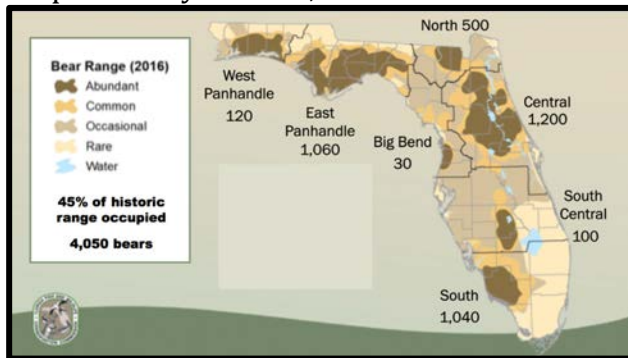 North 500
Bear Range (2016)
Abundant
Common
Occasional
Rare
Water
45% of historic
range occupied
4,050 bears
West
Panhandle
120
East
Panhandle
1,060
Big Bend
30
Central
1,200
South
Central
100
South
1,040